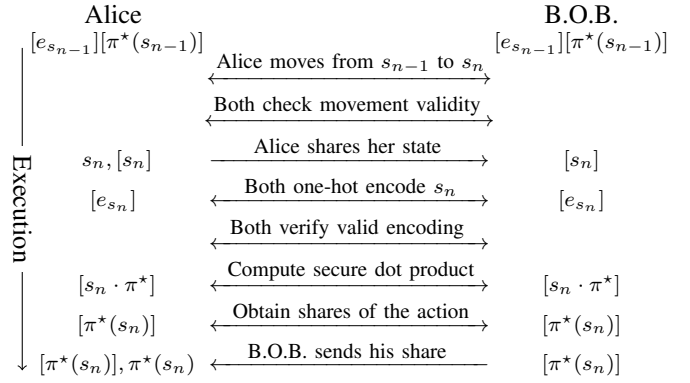 Alice B.O.B.
[e_{s_{n−1}}][π⋆(s_{n−1})] [e_{s_{n−1}}][π⋆(s_{n−1})]
Alice moves from s_{n−1} to s_n
Both check movement validity
Alice shares her state
s_n, [s_n] [s_n]
Both one-hot encode s_n
[e_{s_n}] [e_{s_n}]
Both verify valid encoding
Compute secure dot product
[s_n · π⋆] [s_n · π⋆]
Obtain shares of the action
[π⋆(s_n)] [π⋆(s_n)]
B.O.B. sends his share
[π⋆(s_n)], π⋆(s_n) [π⋆(s_n)]
Execution